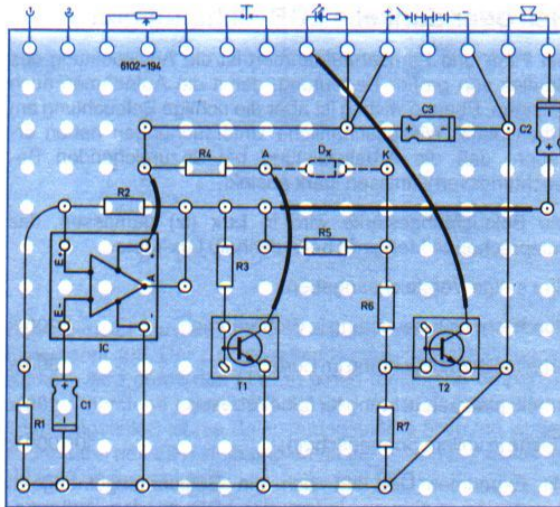 + -
6102-194
C3
+ -
C2
+
-
R4
A
Dx
K
R2
E+
+
A
R3
R5
R6
E-
-
IC
T1
T2
R1
+
C1
-
R7